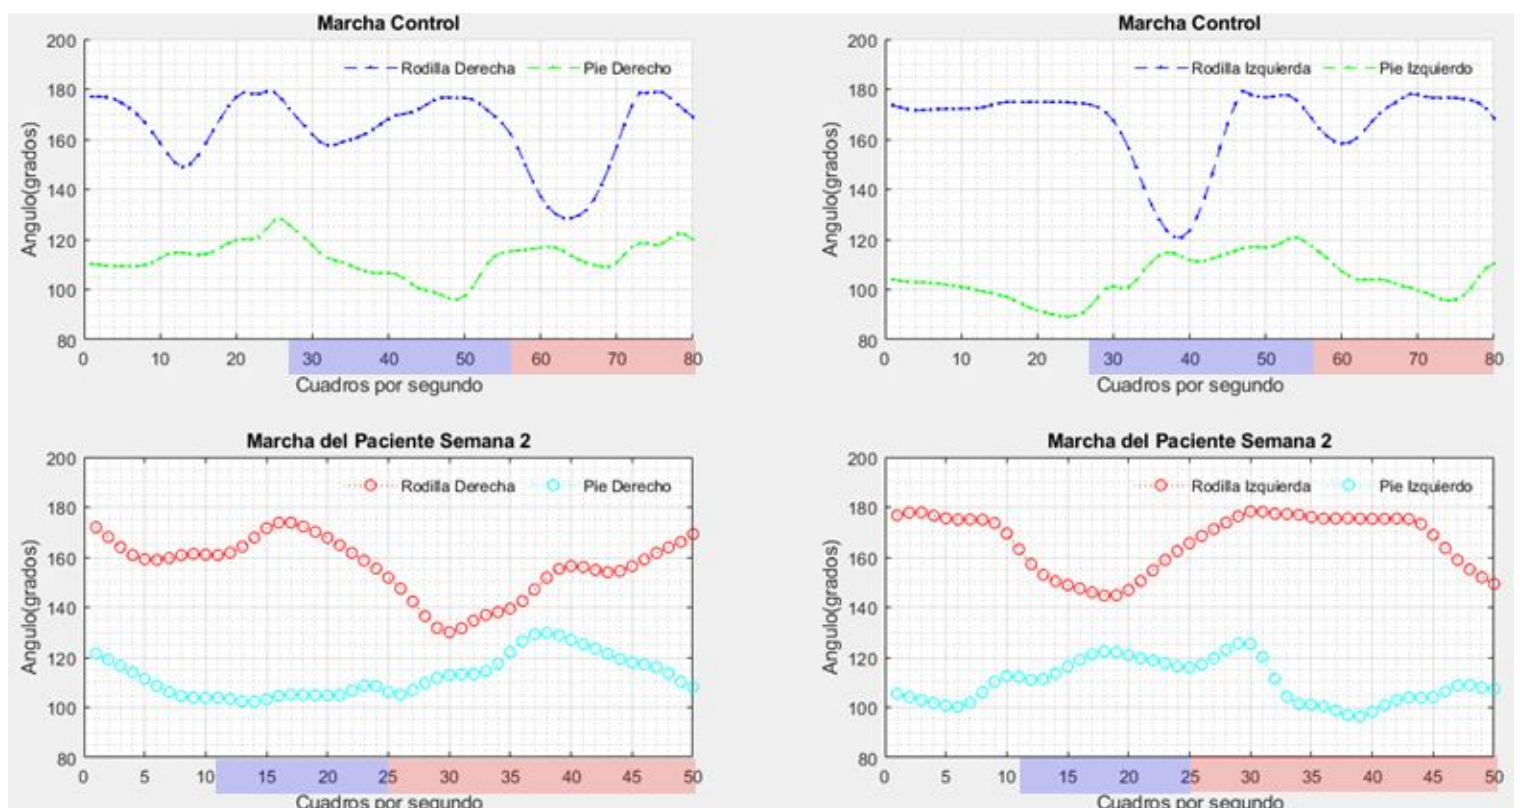 Marcha Control
200
180
160
140
120
100
80
Angulo(grados)
Rodilla Derecha Pie Derecho
0 10 20 30 40 50 60 70 80
Cuadros por segundo
Marcha Control
200
180
160
140
120
100
80
Angulo(grados)
Rodilla Izquierda Pie Izquierdo
0 10 20 30 40 50 60 70 80
Cuadros por segundo
Marcha del Paciente Semana 2
200
180
160
140
120
100
80
Angulo(grados)
Rodilla Derecha Pie Derecho
0 5 10 15 20 25 30 35 40 45 50
Cuadros por segundo
Marcha del Paciente Semana 2
200
180
160
140
120
100
80
Angulo(grados)
Rodilla Izquierda Pie Izquierdo
0 5 10 15 20 25 30 35 40 45 50
Cuadros por segundo